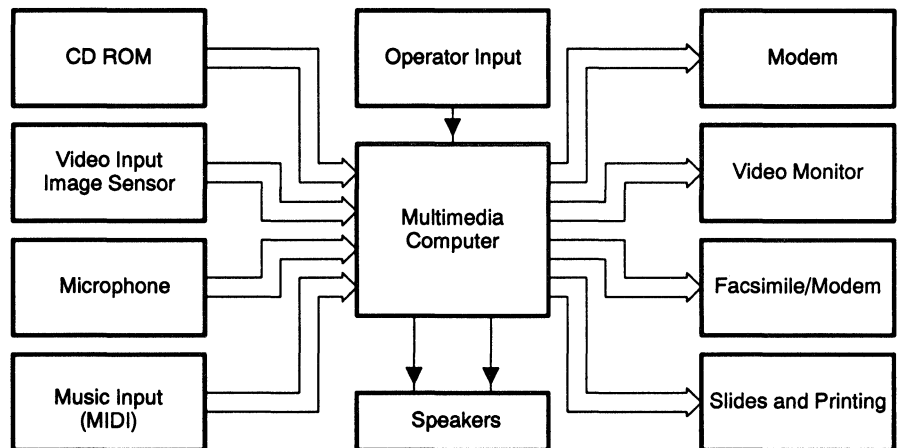 CD ROM
Operator Input
Modem
Video Input
Image Sensor
Video Monitor
Multimedia
Computer
Microphone
Facsimile/Modem
Music Input
(MIDI)
Speakers
Slides and Printing